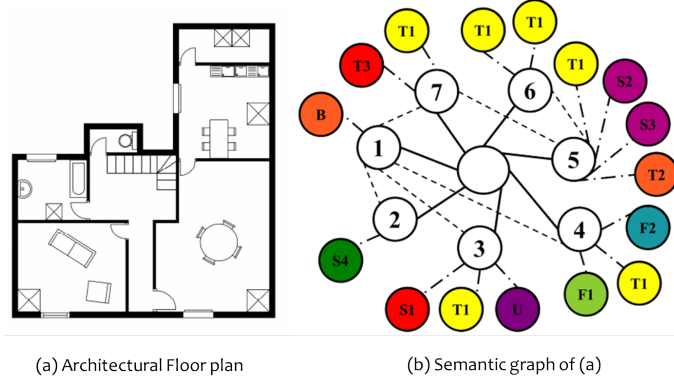 T1
T1
T1
T3
T1
S2
7
6
B
S3
1
5
T2
2
4
F2
3
S4
T1
F1
S1
T1
U
(a) Architectural Floor plan
(b) Semantic graph of (a)